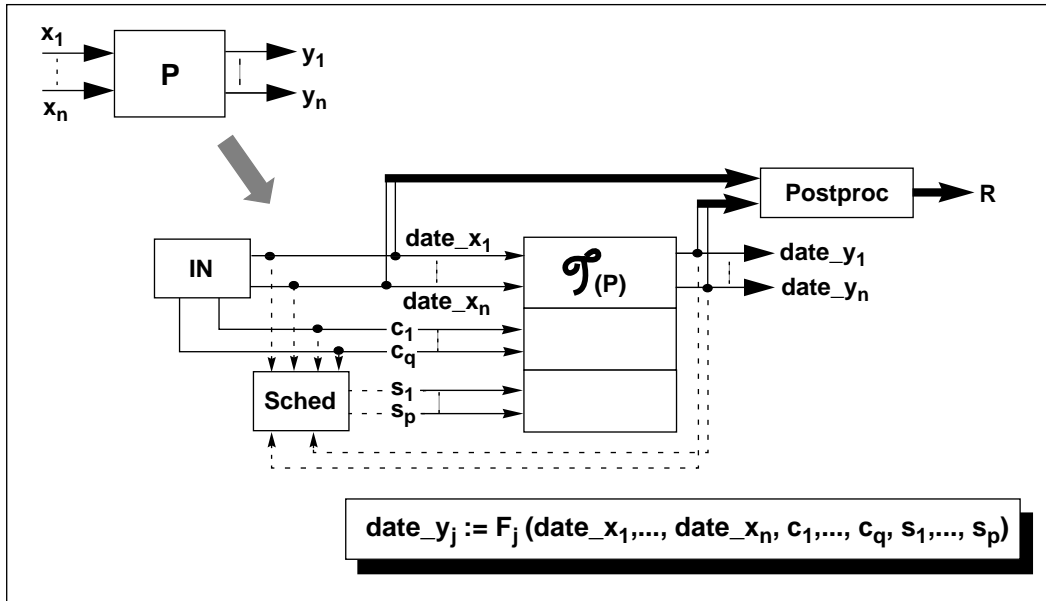 x1
xn
P
y1
yn
Postproc
R
IN
date_x1
date_xn
𝒯(P)
date_y1
date_yn
c1
cq
Sched
s1
sp
date_yj := Fj (date_x1,..., date_xn, c1,..., cq, s1,..., sp)